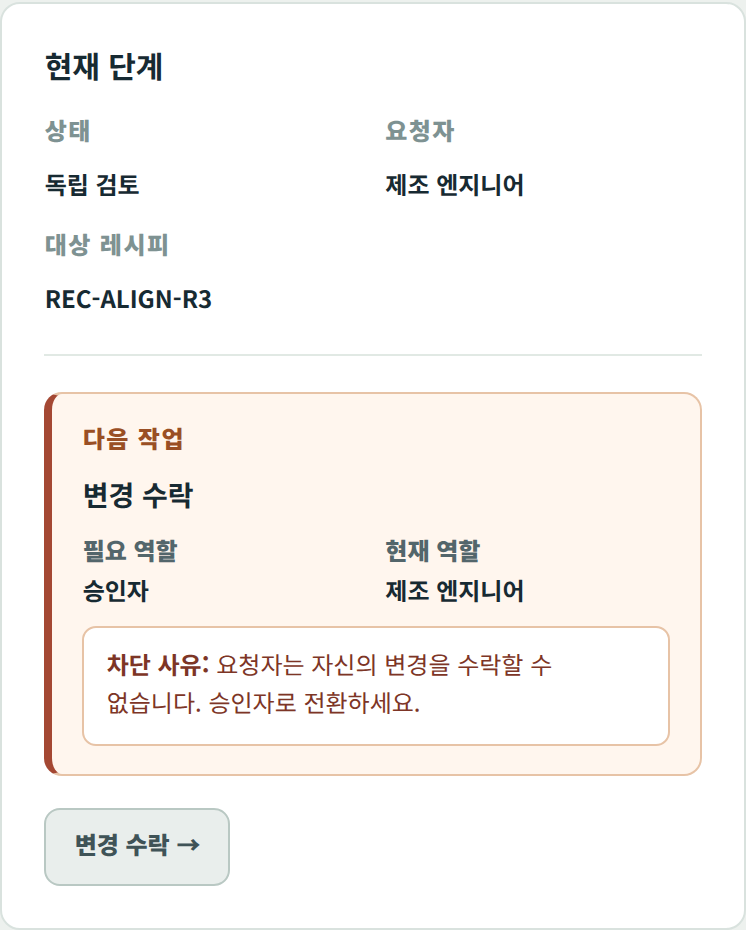 현재 단계
상태
요청자
독립 검토
제조 엔지니어
대상 레시피
REC-ALIGN-R3
다음 작업
변경 수락
필요 역할
현재 역할
승인자
제조 엔지니어
차단 사유: 요청자는 자신의 변경을 수락할 수
없습니다. 승인자로 전환하세요.
변경 수락 →